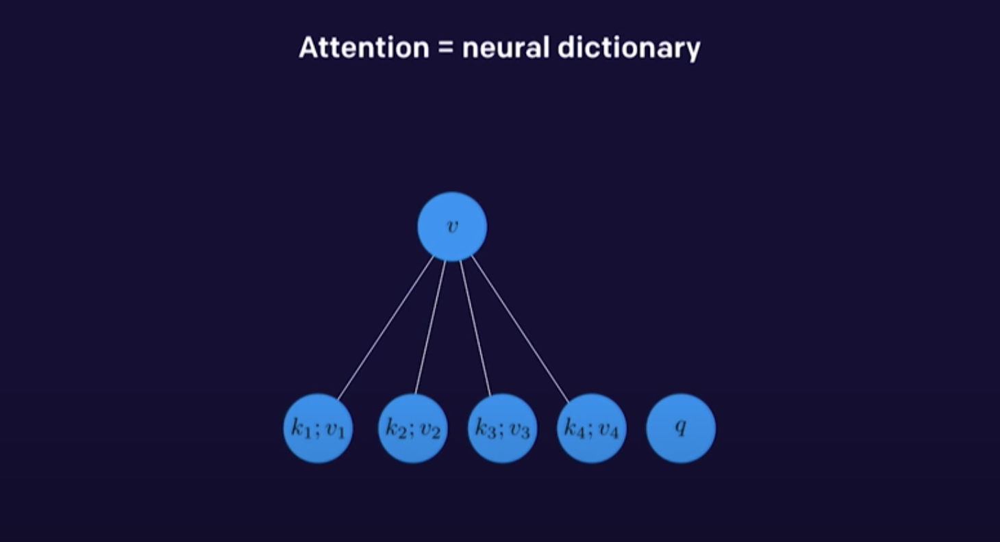 Attention = neural dictionary
v
k₁; v₁ k₂; v₂ k₃; v₃ k₄; v₄ q